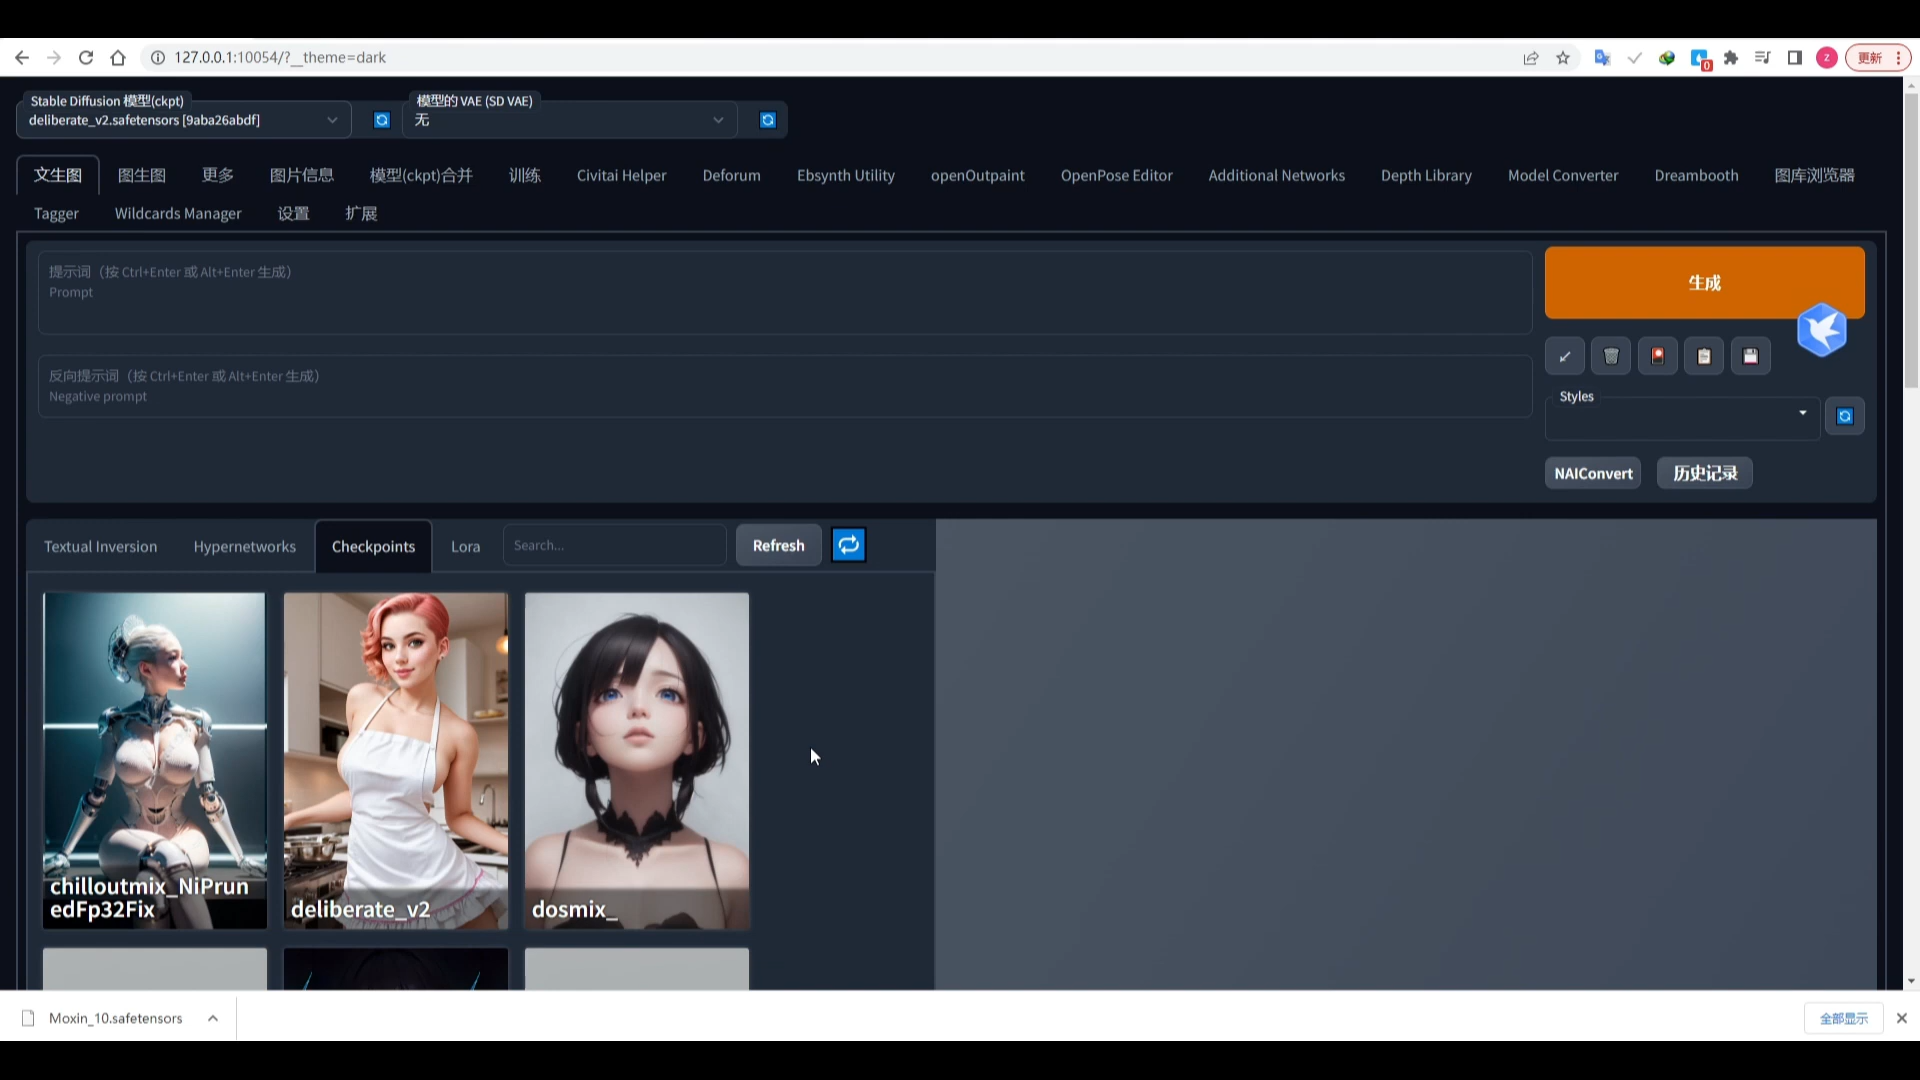 127.0.0.1:10054/?__theme=dark
0
Z
更新
Stable Diffusion 模型(ckpt)
deliberate_v2.safetensors [9aba26abdf]
模型的 VAE (SD VAE)
无
文生图
图生图
更多
图片信息
模型(ckpt)合并
训练
Civitai Helper
Deforum
Ebsynth Utility
openOutpaint
OpenPose Editor
Additional Networks
Depth Library
Model Converter
Dreambooth
图库浏览器
Tagger
Wildcards Manager
设置
扩展
提示词（按 Ctrl+Enter 或 Alt+Enter 生成）
Prompt
生成
反向提示词（按 Ctrl+Enter 或 Alt+Enter 生成）
Negative prompt
Styles
NAIConvert
历史记录
Textual Inversion
Hypernetworks
Checkpoints
Lora
Search...
Refresh
chilloutmix_NiPrun
edFp32Fix
deliberate_v2
dosmix_
Moxin_10.safetensors
全部显示